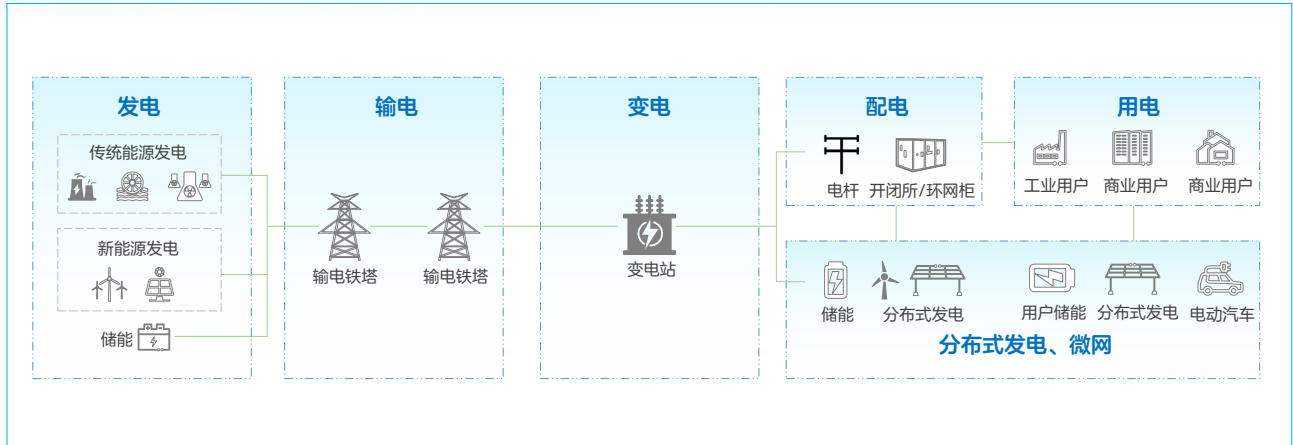 发电
传统能源发电
新能源发电
储能
输电
输电铁塔
输电铁塔
变电
变电站
配电
电杆
开闭所/环网柜
用电
工业用户
商业用户
商业用户
储能
分布式发电
用户储能
分布式发电
电动汽车
分布式发电、微网